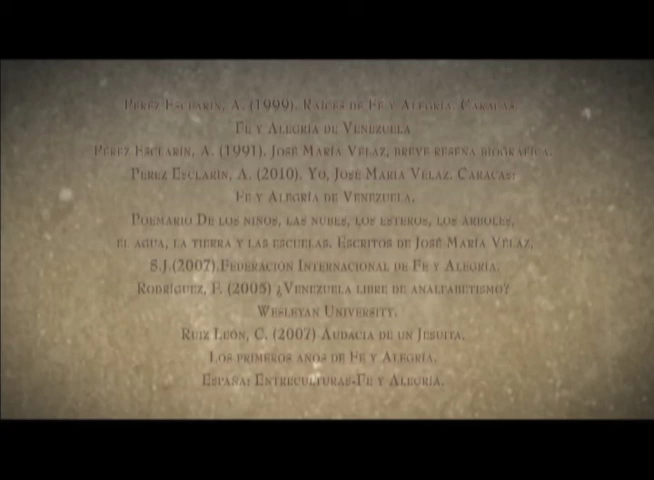 PÉREZ ESCLARÍN, A. (1999). RAÍCES DE FE Y ALEGRÍA. CARACAS:
FE Y ALEGRÍA DE VENEZUELA
PÉREZ ESCLARÍN, A. (1991). JOSÉ MARÍA VÉLAZ, BREVE RESEÑA BIOGRÁFICA.
PÉREZ ESCLARÍN, A. (2010). YO, JOSÉ MARÍA VÉLAZ. CARACAS:
FE Y ALEGRÍA DE VENEZUELA.
POEMARIO DE LOS NIÑOS, LAS NUBES, LOS ESTEROS, LOS ÁRBOLES,
EL AGUA, LA TIERRA Y LAS ESCUELAS. ESCRITOS DE JOSÉ MARÍA VÉLAZ,
S.J.(2007).FEDERACIÓN INTERNACIONAL DE FE Y ALEGRÍA.
RODRÍGUEZ, F. (2005) ¿VENEZUELA LIBRE DE ANALFABETISMO?
WESLEYAN UNIVERSITY.
RUIZ LEÓN, C. (2007) AUDACIA DE UN JESUITA.
LOS PRIMEROS AÑOS DE FE Y ALEGRÍA.
ESPAÑA: ENTRECULTURAS-FE Y ALEGRÍA.